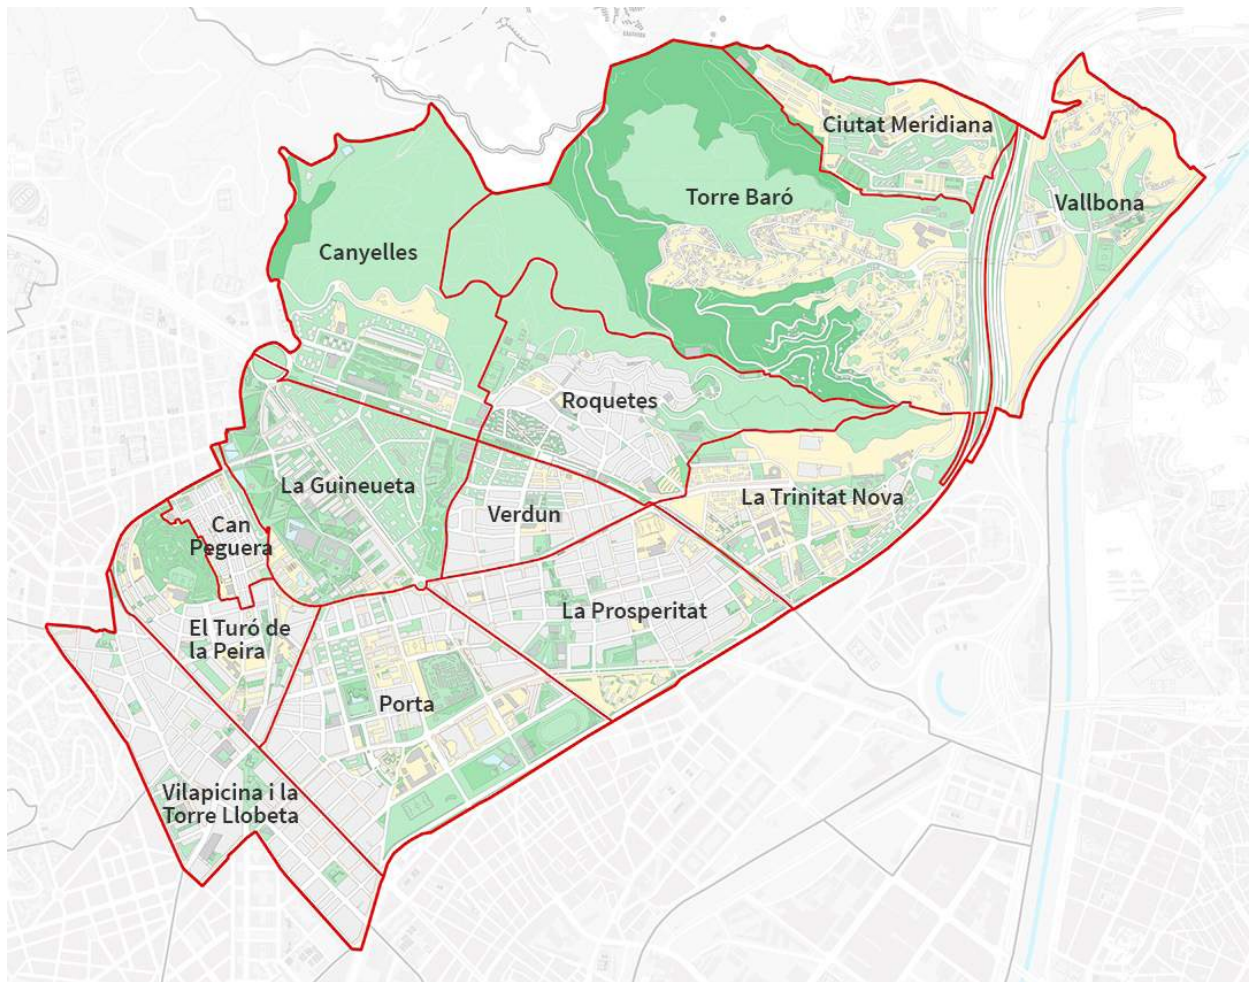 Ciutat Meridiana
Torre Baró
Vallbona
Canyelles
Roquetes
La Guineueta
La Trinitat Nova
Verdun
Can
Peguera
La Prosperitat
El Turó de
la Peira
Porta
Vilapicina i la
Torre Llobeta